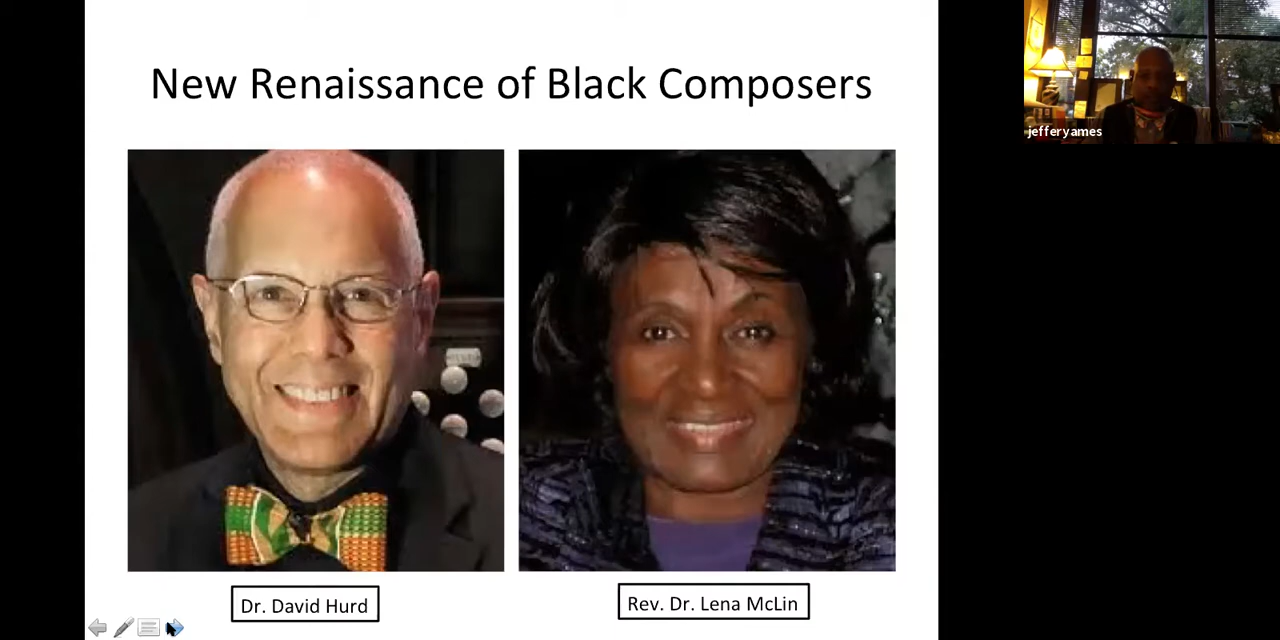 New Renaissance of Black Composers
jefferyames
Dr. David Hurd
Rev. Dr. Lena McLin